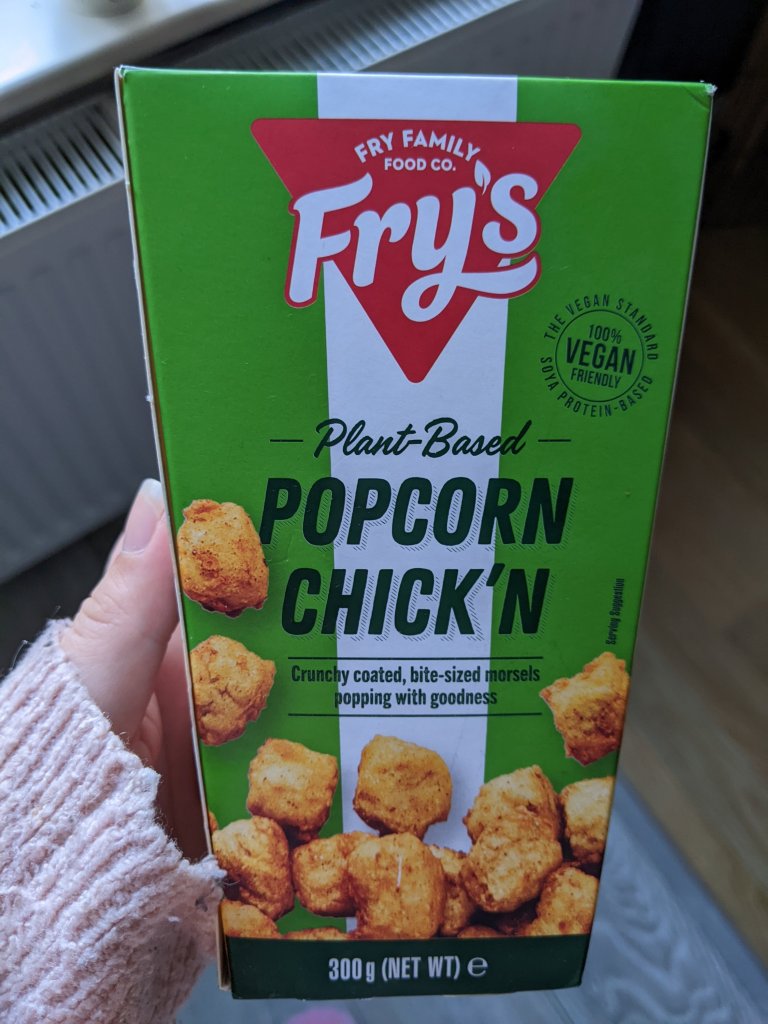 FRY FAMILY
FOOD CO.
Fry's
THE VEGAN STANDARD
100%
VEGAN
FRIENDLY
SOYA PROTEIN-BASED
Plant-Based
POPCORN
CHICK'N
Serving Suggestion
Crunchy coated, bite-sized morsels
popping with goodness
300g (NET WT) ℮